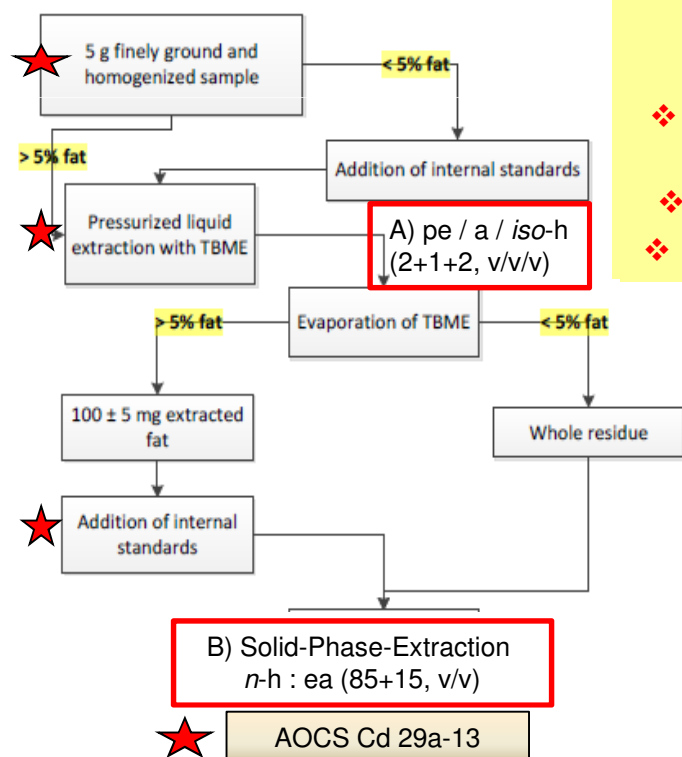 5 g finely ground and
homogenized sample
< 5% fat
> 5% fat
Addition of internal standards
Pressurized liquid
extraction with TBME
A) pe / a / iso-h
(2+1+2, v/v/v)
> 5% fat
Evaporation of TBME
< 5% fat
100 ± 5 mg extracted
fat
Whole residue
Addition of internal
standards
B) Solid-Phase-Extraction
n-h : ea (85+15, v/v)
AOCS Cd 29a-13